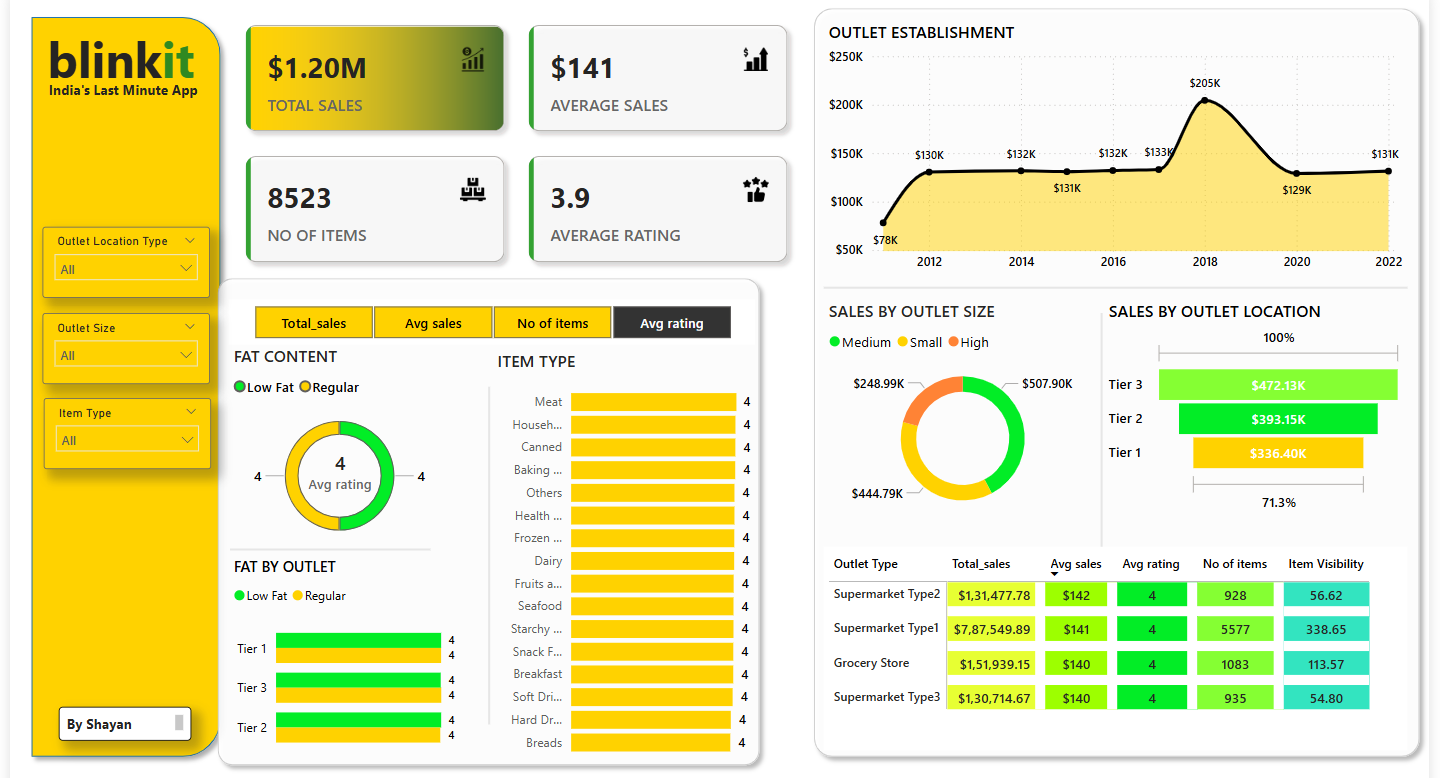 blinkit
India's Last Minute App
Outlet Location Type
All
Outlet Size
All
Item Type
All
By Shayan
$1.20M
TOTAL SALES
$141
AVERAGE SALES
8523
NO OF ITEMS
3.9
AVERAGE RATING
Total_sales
Avg sales
No of items
Avg rating
FAT CONTENT
Low Fat Regular
4
Avg rating
4
4
FAT BY OUTLET
Low Fat Regular
Tier 1 4
4
Tier 3 4
4
Tier 2 4
4
ITEM TYPE
Meat 4
Househ... 4
Canned 4
Baking ... 4
Others 4
Health ... 4
Frozen ... 4
Dairy 4
Fruits a... 4
Seafood 4
Starchy ... 4
Snack F... 4
Breakfast 4
Soft Dri... 4
Hard Dr... 4
Breads 4
OUTLET ESTABLISHMENT
$250K
$200K
$150K
$100K
$50K
$78K
$130K
$132K
$131K
$132K
$133K
$205K
$129K
$131K
2012 2014 2016 2018 2020 2022
SALES BY OUTLET SIZE
Medium Small High
$248.99K
$507.90K
$444.79K
SALES BY OUTLET LOCATION
100%
Tier 3 $472.13K
Tier 2 $393.15K
Tier 1 $336.40K
71.3%
Outlet Type Total_sales Avg sales Avg rating No of items Item Visibility
Supermarket Type2 $1,31,477.78 $142 4 928 56.62
Supermarket Type1 $7,87,549.89 $141 4 5577 338.65
Grocery Store $1,51,939.15 $140 4 1083 113.57
Supermarket Type3 $1,30,714.67 $140 4 935 54.80